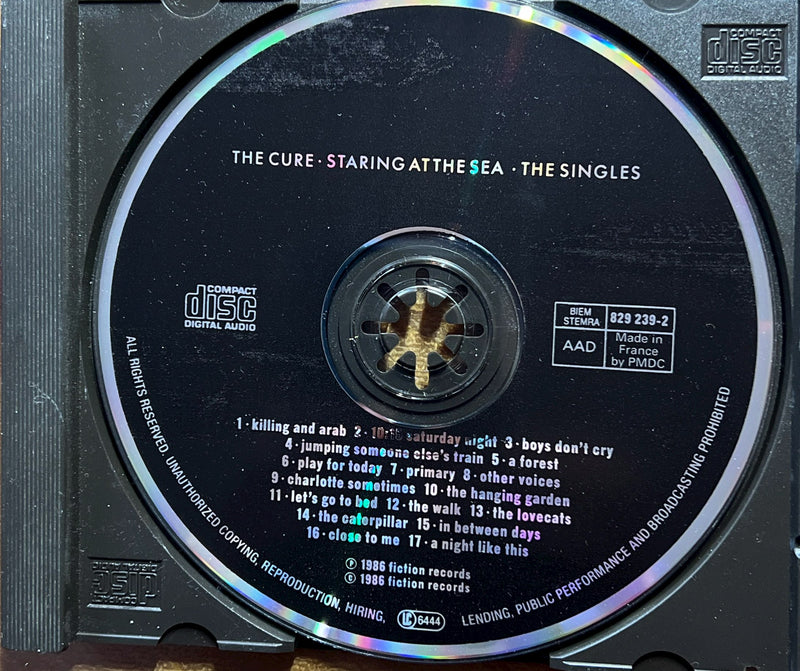 COMPACT
disc
DIGITAL AUDIO
THE CURE · STARING AT THE SEA · THE SINGLES
COMPACT
disc
DIGITAL AUDIO
BIEM
STEMRA
829 239-2
AAD
Made in
France
by PMDC
1 · killing and arab 2 · 10:15 saturday night 3 · boys don't cry
4 · jumping someone else's train 5 · a forest
6 · play for today 7 · primary 8 · other voices
9 · charlotte sometimes 10 · the hanging garden
11 · let's go to bed 12 · the walk 13 · the lovecats
14 · the caterpillar 15 · in between days
16 · close to me 17 · a night like this
℗ 1986 fiction records
© 1986 fiction records
ALL RIGHTS RESERVED. UNAUTHORIZED COPYING, REPRODUCTION, HIRING, LENDING, PUBLIC PERFORMANCE AND BROADCASTING PROHIBITED
LC 6444
COMPACT
disc
DIGITAL AUDIO